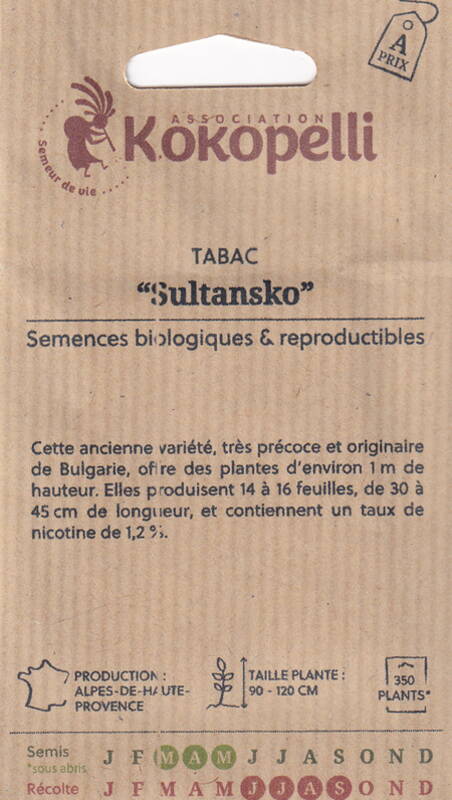 A
PRIX
ASSOCIATION
Kokopelli
Semeur de vie
TABAC
“Sultansko”
Semences biologiques & reproductibles
Cette ancienne variété, très précoce et originaire
de Bulgarie, offre des plantes d’environ 1 m de
hauteur. Elles produisent 14 à 16 feuilles, de 30 à
45 cm de longueur, et contiennent un taux de
nicotine de 1,2 %.
PRODUCTION :
ALPES-DE-HAUTE-
PROVENCE
TAILLE PLANTE :
90 - 120 CM
350
PLANTS*
Semis J F M A M J J A S O N D
*sous abris
Récolte J F M A M J J A S O N D